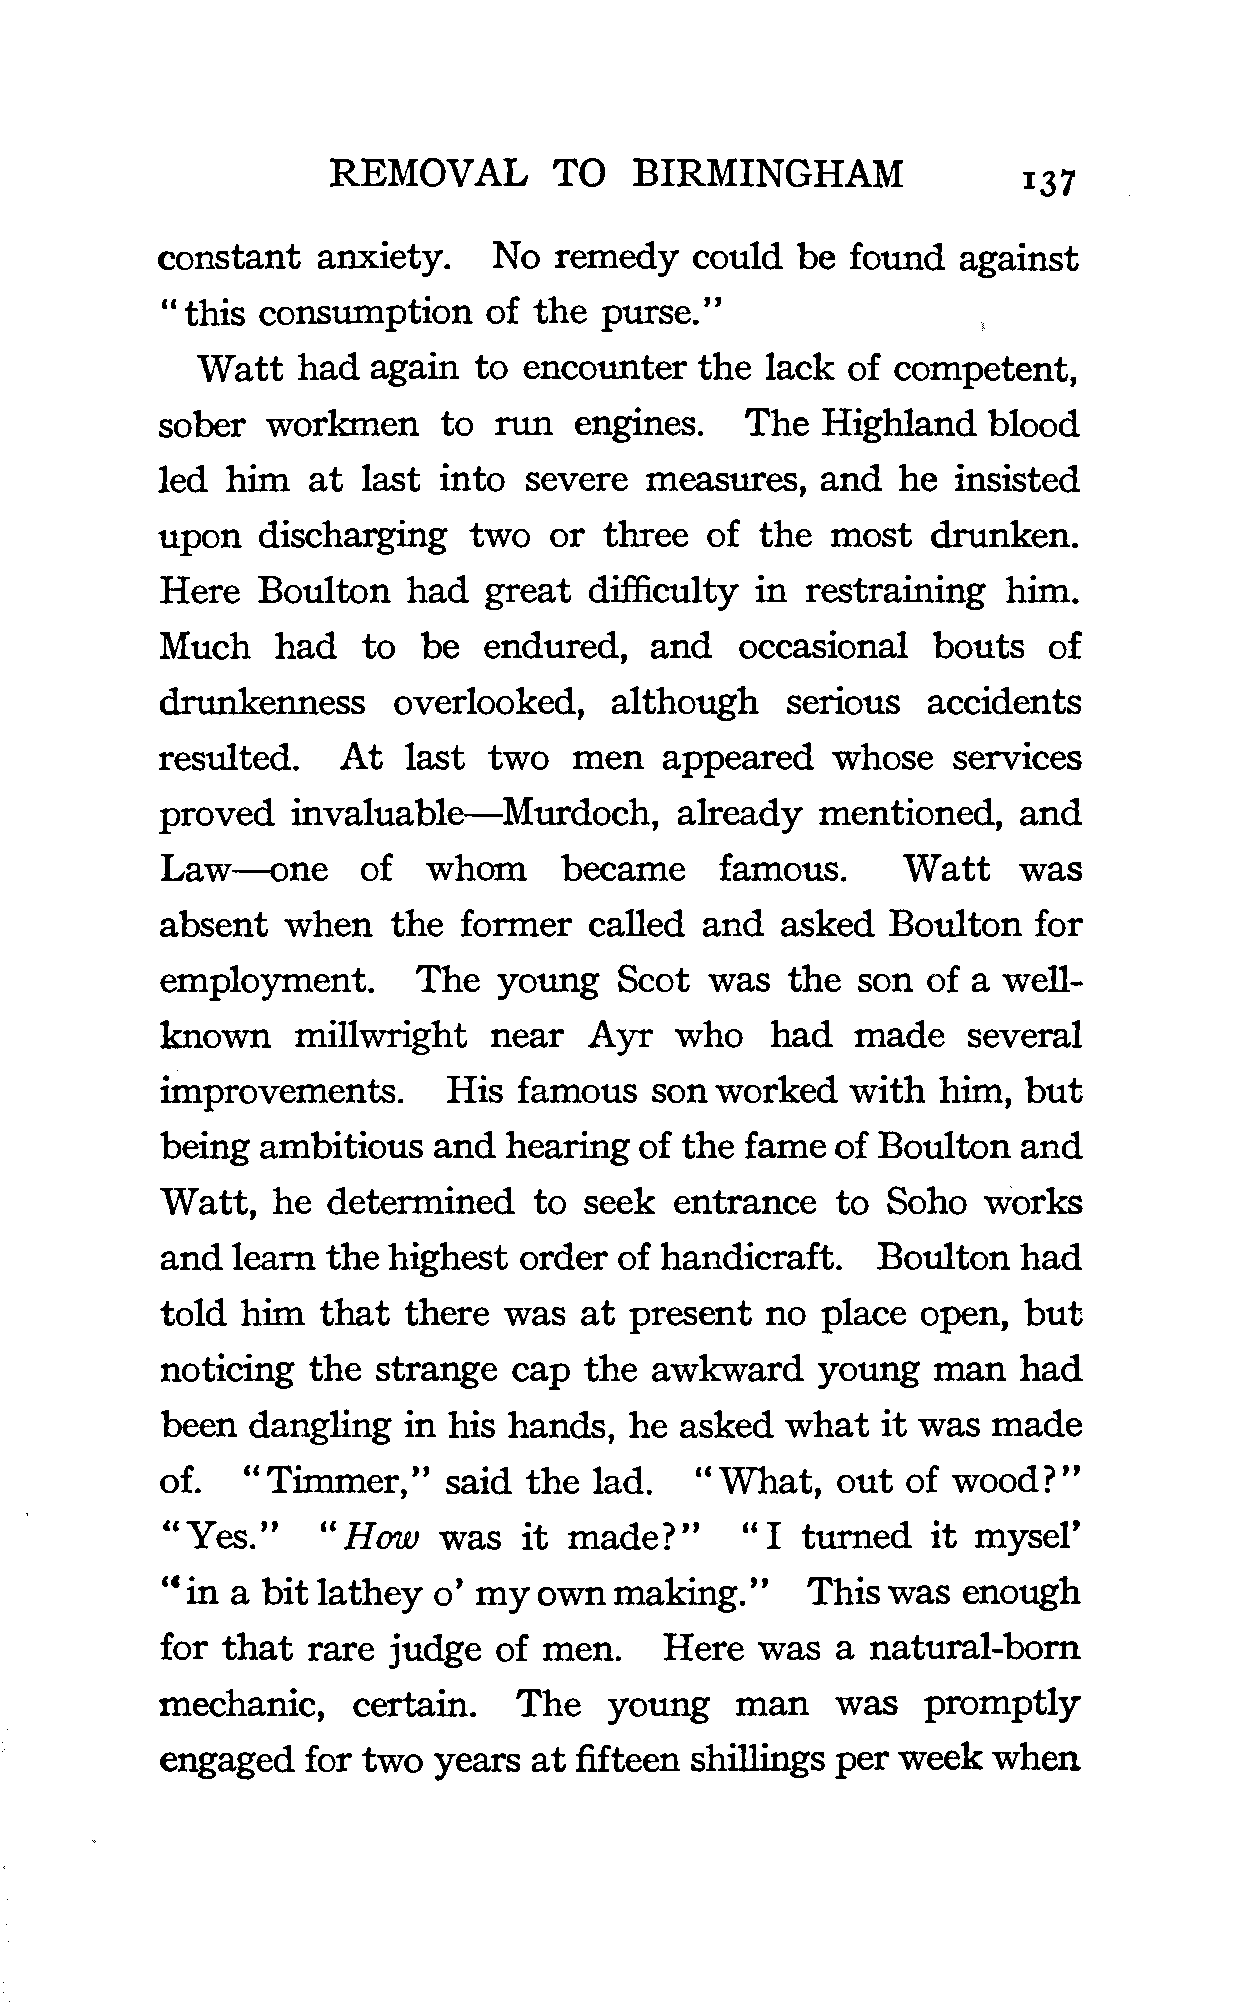 REMOVAL TO BIRMINGHAM 137
constant anxiety. No remedy could be found against
"this consumption of the purse."
Watt had again to encounter the lack of competent,
sober workmen to run engines. The Highland blood
led him at last into severe measures, and he insisted
upon discharging two or three of the most drunken.
Here Boulton had great difficulty in restraining him.
Much had to be endured, and occasional bouts of
drunkenness overlooked, although serious accidents
resulted. At last two men appeared whose services
proved invaluable—Murdoch, already mentioned, and
Law—one of whom became famous. Watt was
absent when the former called and asked Boulton for
employment. The young Scot was the son of a well-
known millwright near Ayr who had made several
improvements. His famous son worked with him, but
being ambitious and hearing of the fame of Boulton and
Watt, he determined to seek entrance to Soho works
and learn the highest order of handicraft. Boulton had
told him that there was at present no place open, but
noticing the strange cap the awkward young man had
been dangling in his hands, he asked what it was made
of. "Timmer," said the lad. "What, out of wood?"
"Yes." "How was it made?" "I turned it mysel'
"in a bit lathey o' my own making." This was enough
for that rare judge of men. Here was a natural-born
mechanic, certain. The young man was promptly
engaged for two years at fifteen shillings per week when